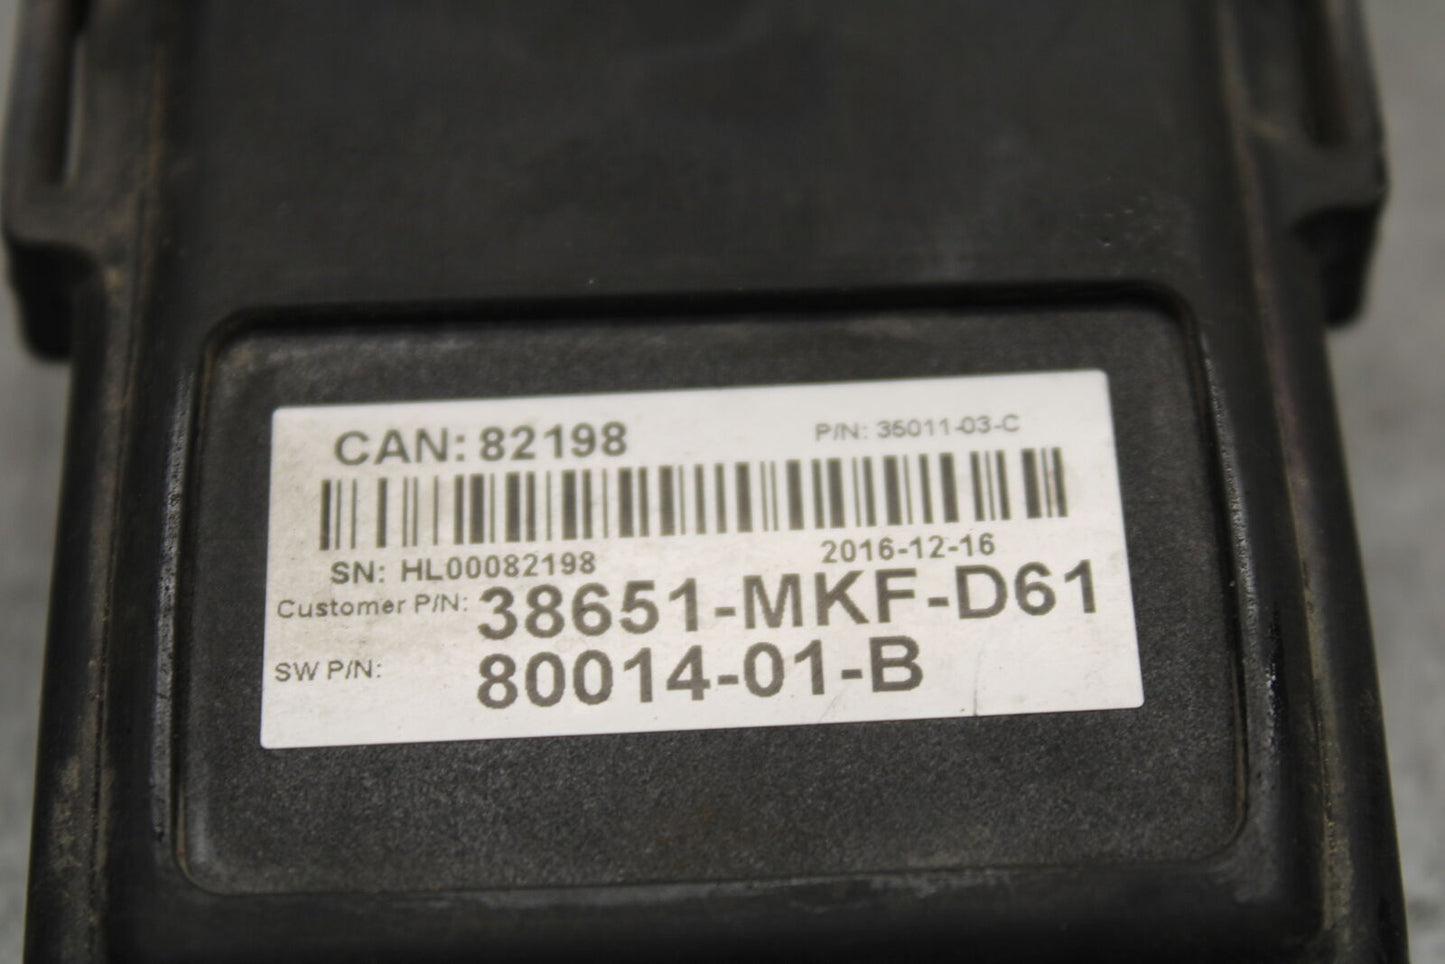 CAN: 82198 P/N: 35011-03-C
SN: HL00082198 2016-12-16
Customer P/N: 38651-MKF-D61
SW P/N: 80014-01-B